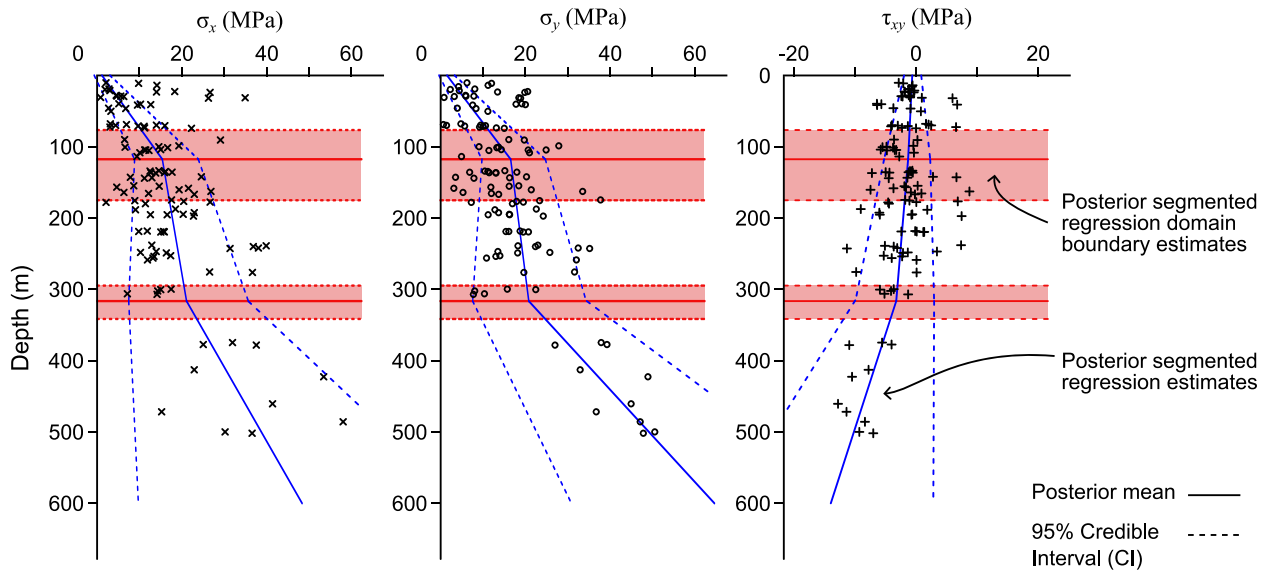 σx (MPa)
σy (MPa)
τxy (MPa)
0 20 40 60
0 20 40 60
-20 0 20
0
100
200
300
400
500
600
Depth (m)
Posterior segmented
regression domain
boundary estimates
Posterior segmented
regression estimates
Posterior mean
95% Credible
Interval (CI)